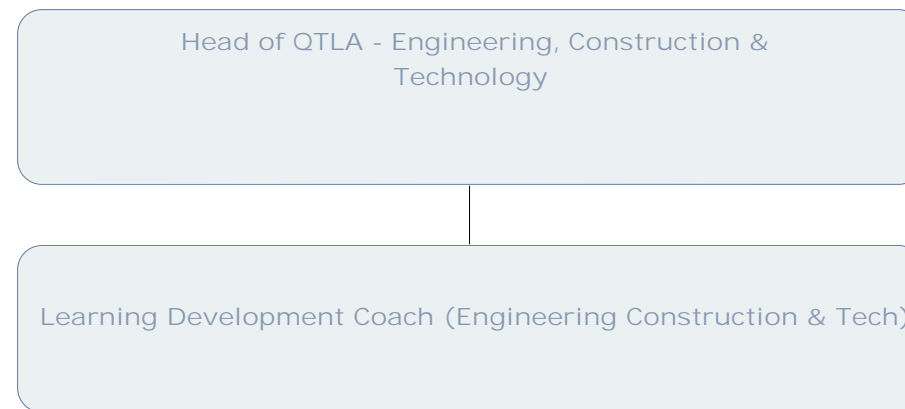 Head of QTLA - Engineering, Construction &
Technology
Learning Development Coach (Engineering Construction & Tech)